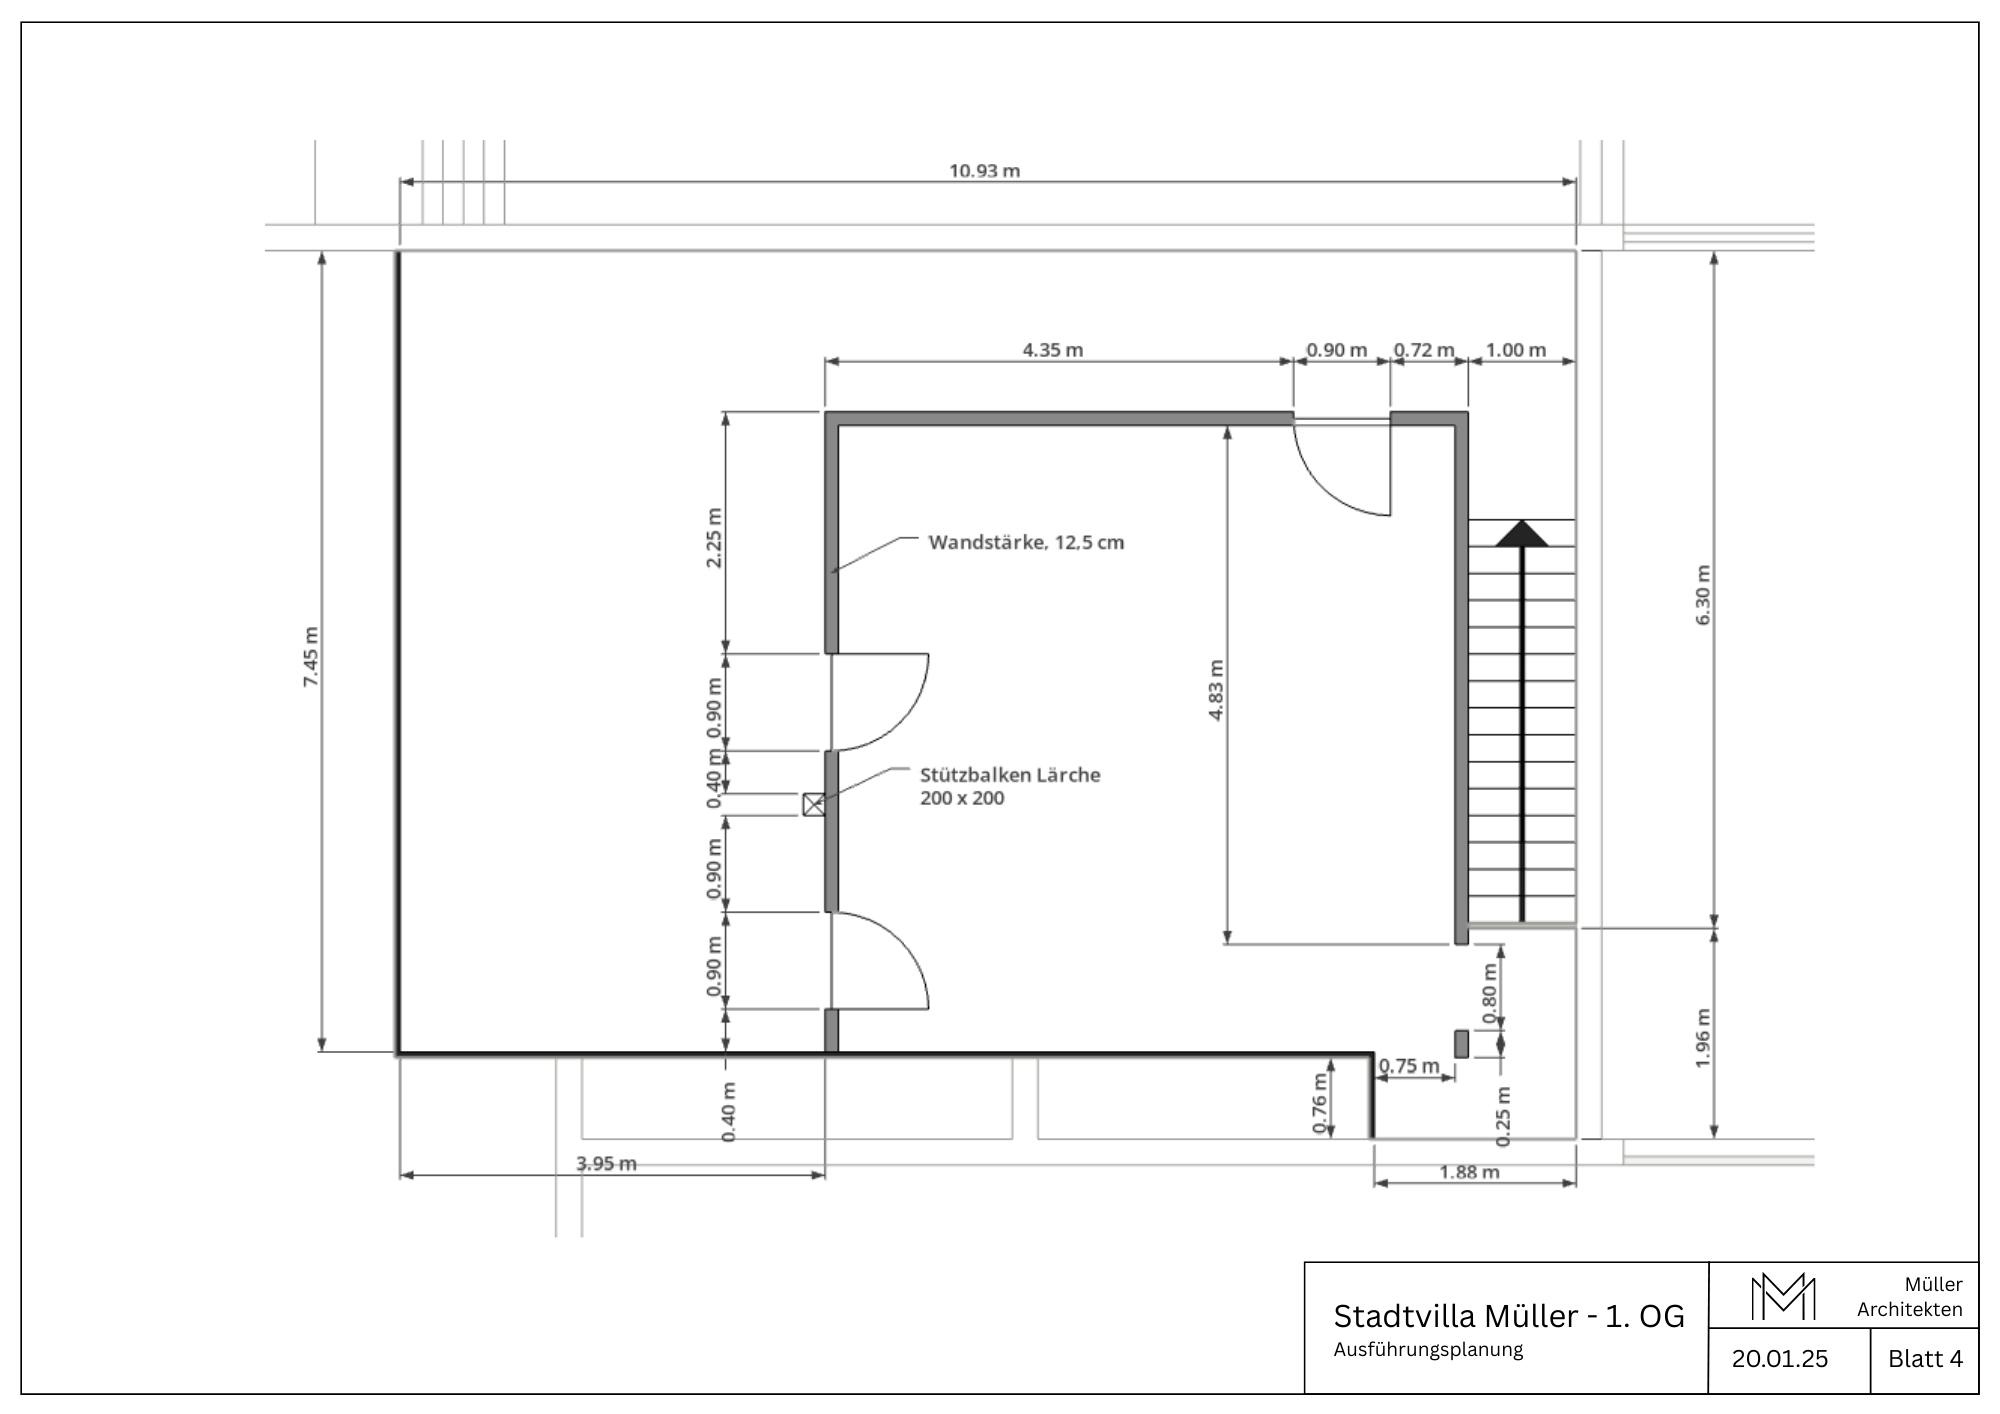 10.93 m
4.35 m
0.90 m
0.72 m
1.00 m
2.25 m
Wandstärke, 12,5 cm
6.30 m
7.45 m
4.83 m
0.90 m
0.40 m
Stützbalken Lärche
200 x 200
0.90 m
0.90 m
0.80 m
1.96 m
0.75 m
0.76 m
0.40 m
0.25 m
3.95 m
1.88 m
Stadtvilla Müller - 1. OG
Ausführungsplanung
Müller
Architekten
20.01.25
Blatt 4